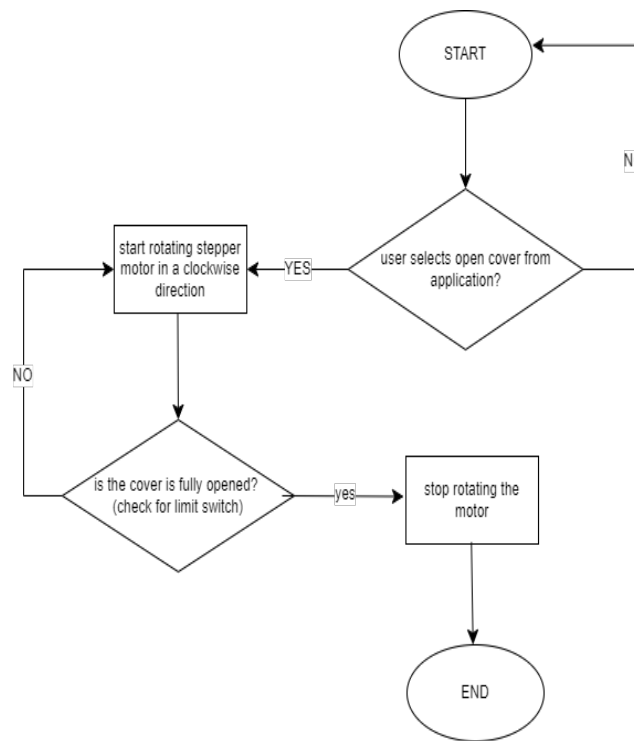 START
N
user selects open cover from
application?
YES
start rotating stepper
motor in a clockwise
direction
NO
is the cover is fully opened?
(check for limit switch)
yes
stop rotating the
motor
END